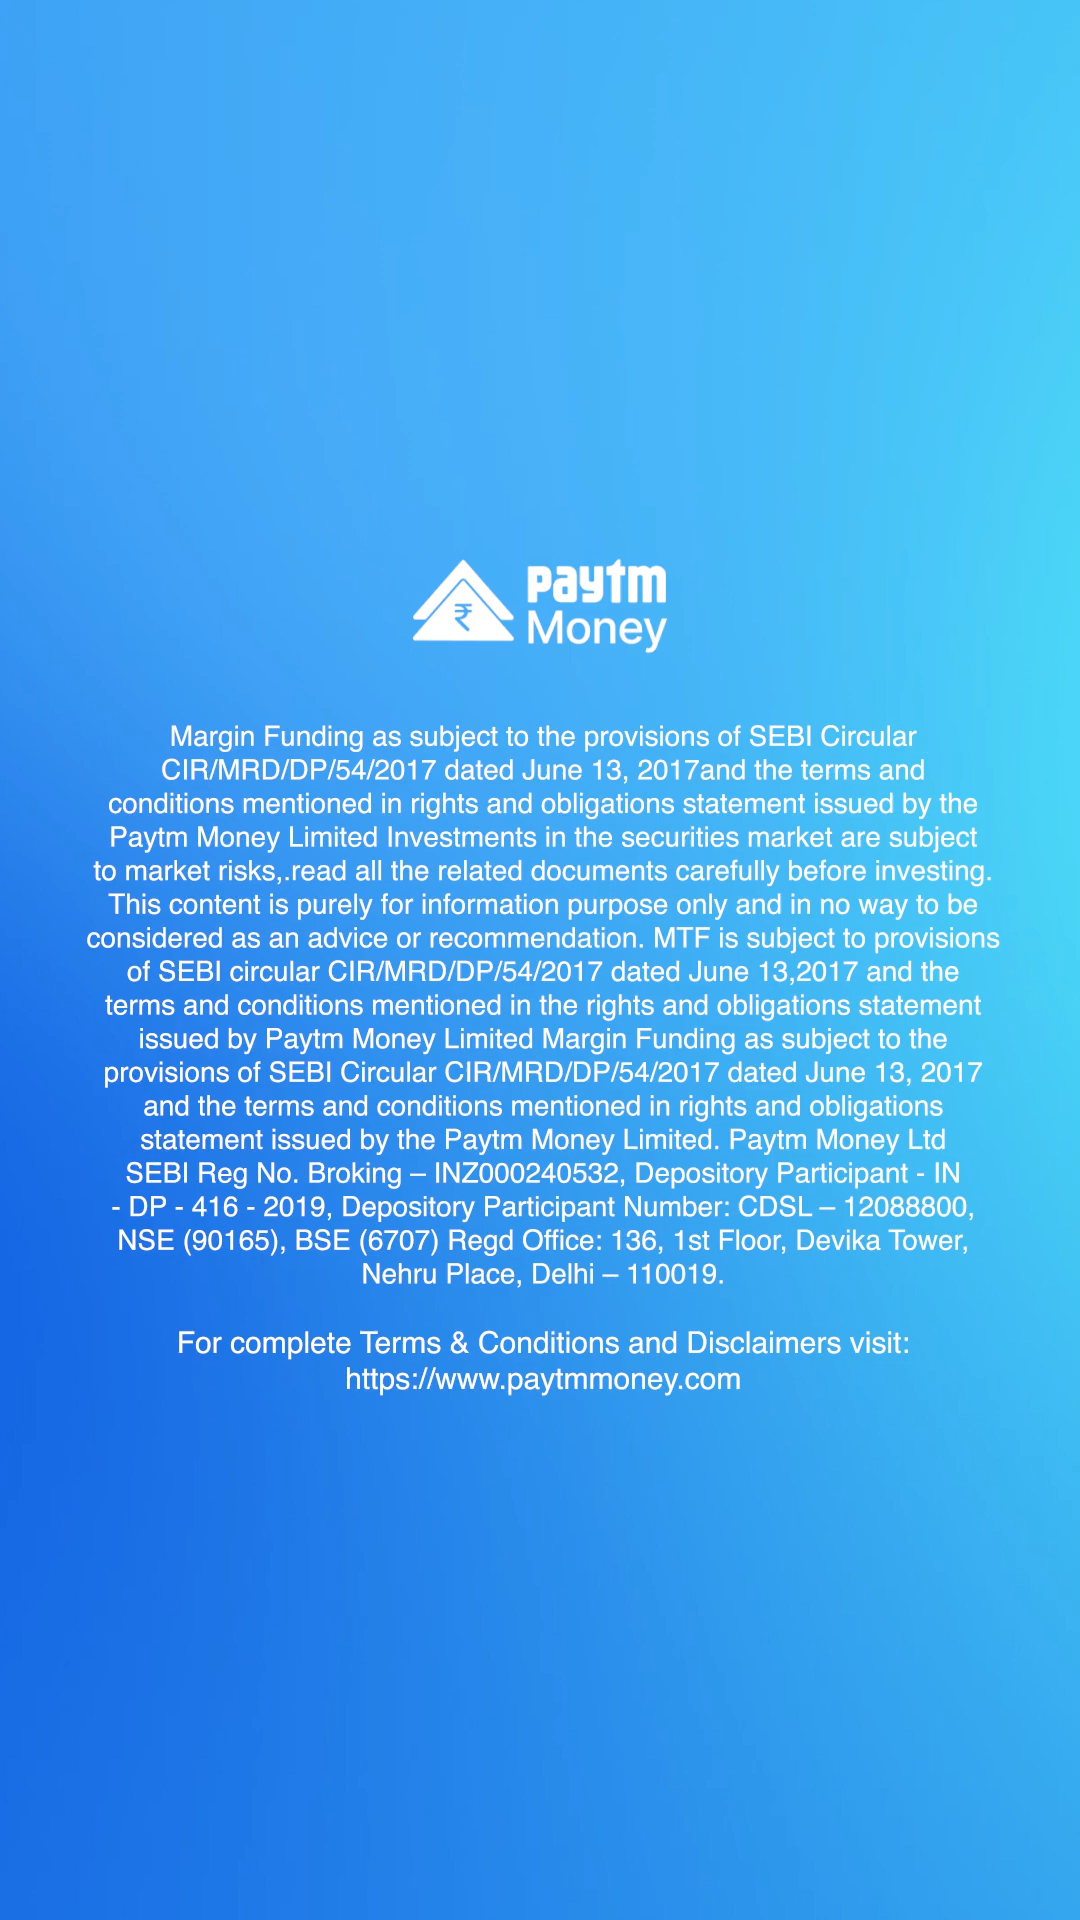 ₹
paytm
Money
Margin Funding as subject to the provisions of SEBI Circular
CIR/MRD/DP/54/2017 dated June 13, 2017and the terms and
conditions mentioned in rights and obligations statement issued by the
Paytm Money Limited Investments in the securities market are subject
to market risks,.read all the related documents carefully before investing.
This content is purely for information purpose only and in no way to be
considered as an advice or recommendation. MTF is subject to provisions
of SEBI circular CIR/MRD/DP/54/2017 dated June 13,2017 and the
terms and conditions mentioned in the rights and obligations statement
issued by Paytm Money Limited Margin Funding as subject to the
provisions of SEBI Circular CIR/MRD/DP/54/2017 dated June 13, 2017
and the terms and conditions mentioned in rights and obligations
statement issued by the Paytm Money Limited. Paytm Money Ltd
SEBI Reg No. Broking – INZ000240532, Depository Participant - IN
- DP - 416 - 2019, Depository Participant Number: CDSL – 12088800,
NSE (90165), BSE (6707) Regd Office: 136, 1st Floor, Devika Tower,
Nehru Place, Delhi – 110019.
For complete Terms & Conditions and Disclaimers visit:
https://www.paytmmoney.com